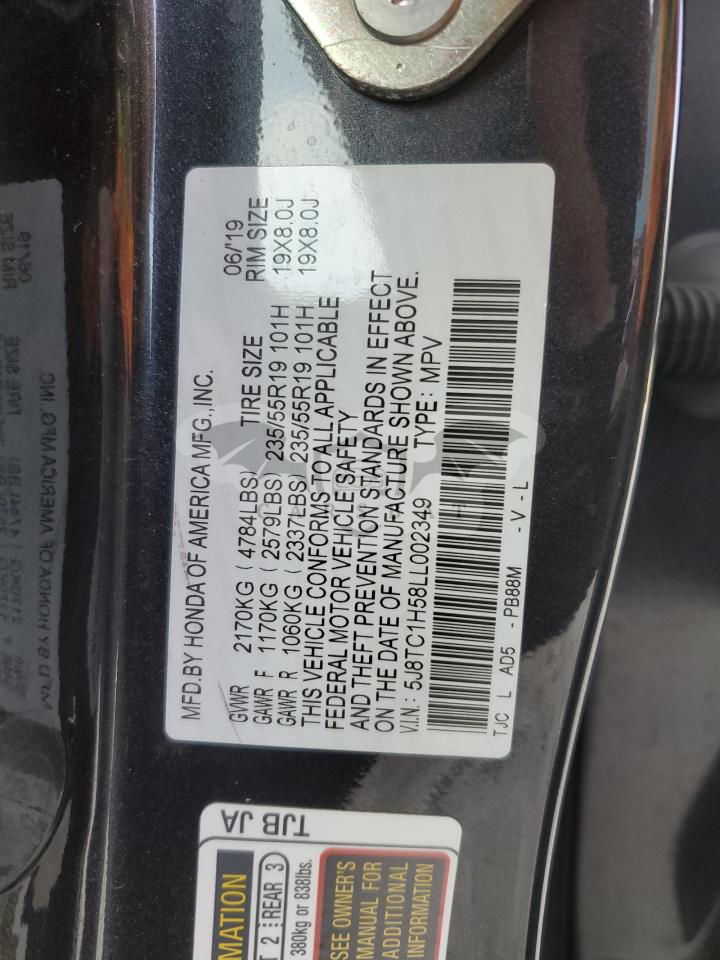 MFD.BY HONDA OF AMERICA MFG.,INC. 06/'19
GVWR 2170KG ( 4784LBS) TIRE SIZE RIM SIZE
GAWR F 1170KG ( 2579LBS) 235/55R19 101H 19X8.0J
GAWR R 1060KG ( 2337LBS) 235/55R19 101H 19X8.0J
THIS VEHICLE CONFORMS TO ALL APPLICABLE
FEDERAL MOTOR VEHICLE SAFETY
AND THEFT PREVENTION STANDARDS IN EFFECT
ON THE DATE OF MANUFACTURE SHOWN ABOVE.
V.I.N.: 5J8TC1H58LL002349 TYPE: MPV
TJC L AD5 - PB88M - V - L
TJB JA
MATION
T 2 REAR 3
380kg or 838lbs.
SEE OWNER'S
MANUAL FOR
ADDITIONAL
INFORMATION